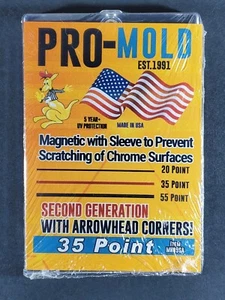 PRO-MOLD
EST.1991
5 YEAR+
UV PROTECTION
MADE IN USA
Magnetic with Sleeve to Prevent
Scratching of Chrome Surfaces
20 POINT
35 POINT
55 POINT
SECOND GENERATION
WITH ARROWHEAD CORNERS!
35 Point
ITEM